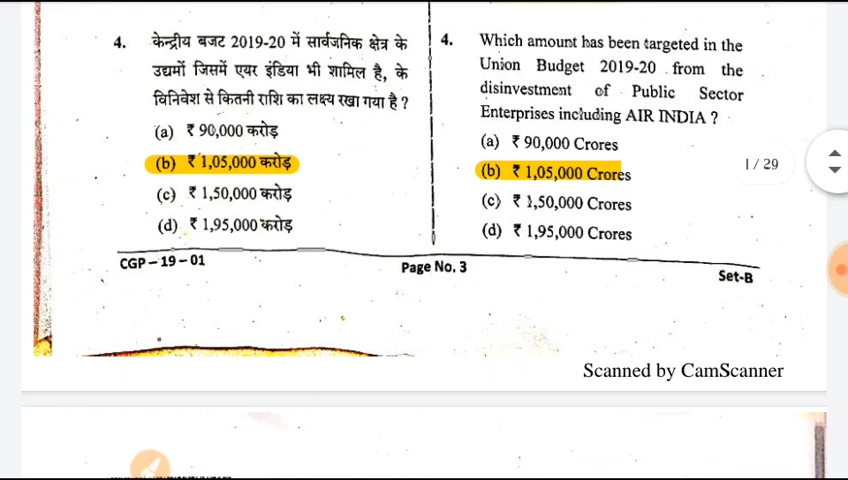 4. केन्द्रीय बजट 2019-20 में सार्वजनिक क्षेत्र के
उद्यमों जिसमें एयर इंडिया भी शामिल है, के
विनिवेश से कितनी राशि का लक्ष्य रखा गया है ?
(a) ₹ 90,000 करोड़
(b) ₹ 1,05,000 करोड़
(c) ₹ 1,50,000 करोड़
(d) ₹ 1,95,000 करोड़
4. Which amount has been targeted in the
Union Budget 2019-20 from the
disinvestment of Public Sector
Enterprises including AIR INDIA ?
(a) ₹ 90,000 Crores
(b) ₹ 1,05,000 Crores
(c) ₹ 1,50,000 Crores
(d) ₹ 1,95,000 Crores
1 / 29
CGP – 19 – 01
Page No. 3
Set-B
Scanned by CamScanner